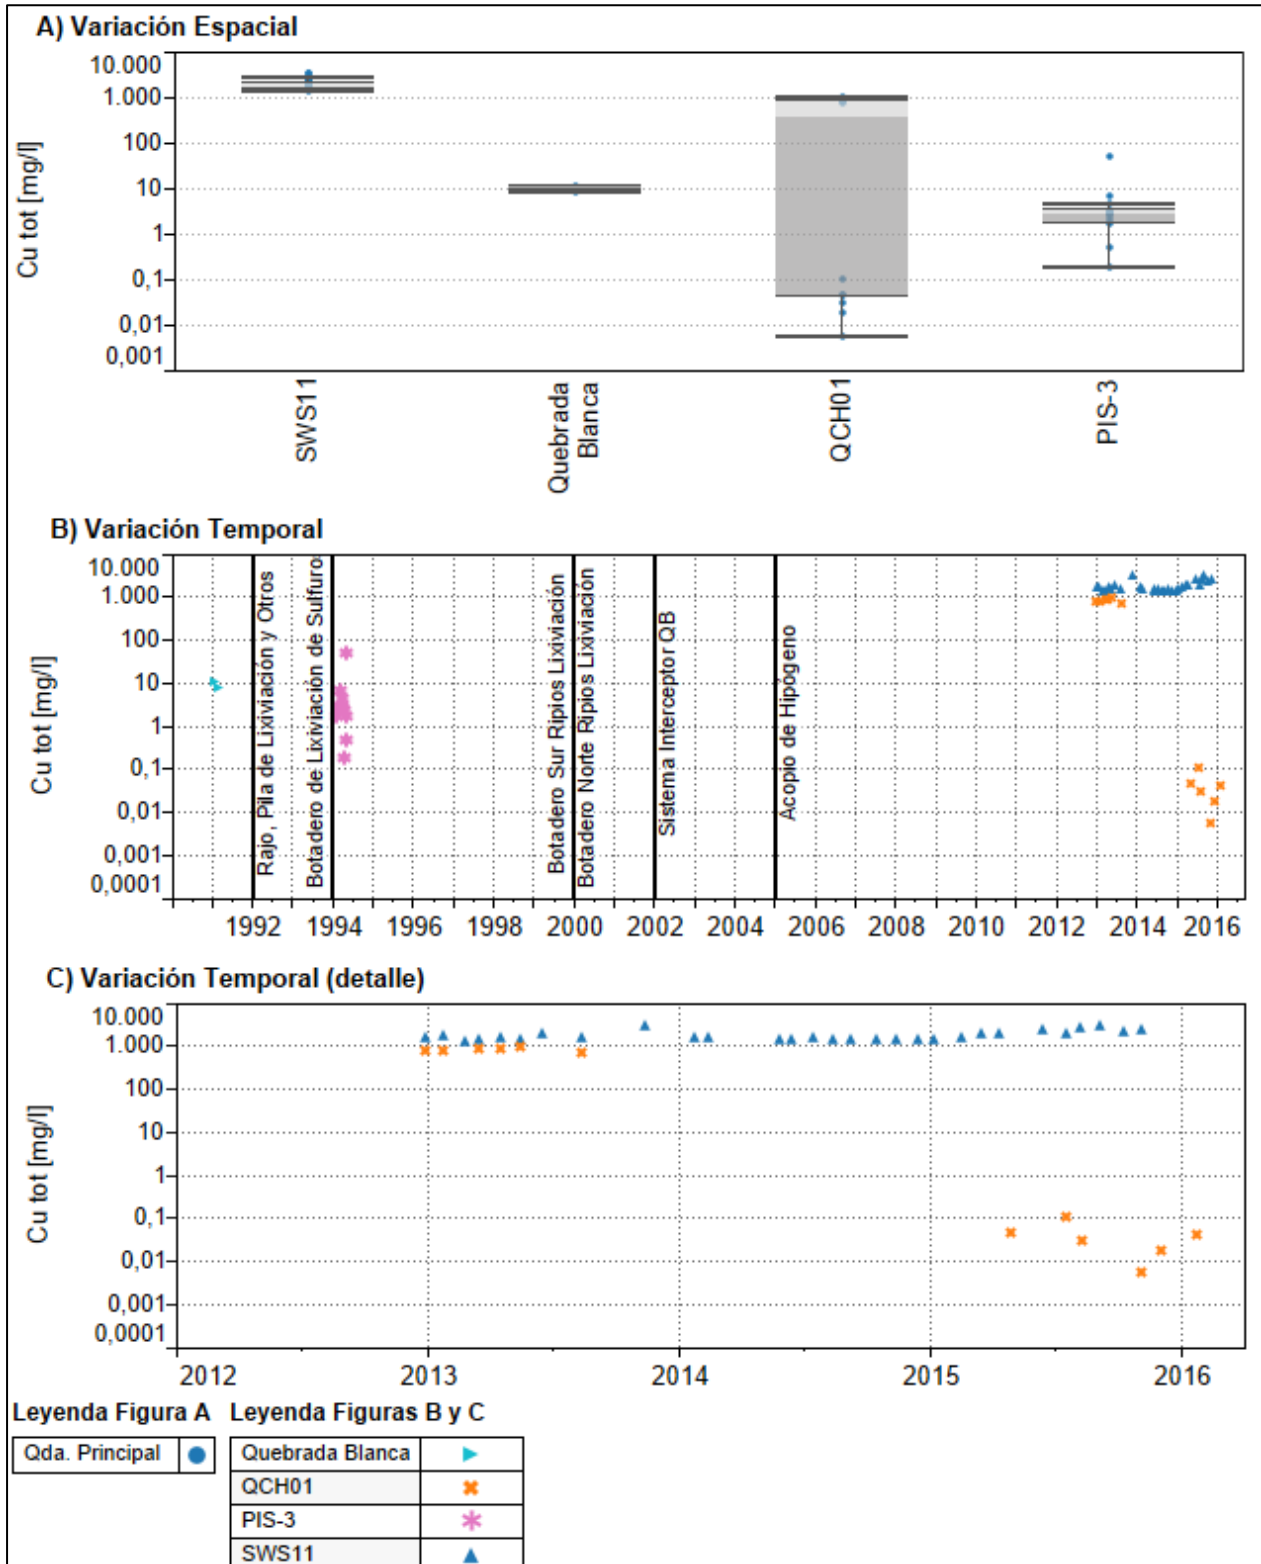 A) Variación Espacial
Cu tot [mg/l]
10.000
1.000
100
10
1
0,1
0,01
0,001
SWS11
Quebrada
Blanca
QCH01
PIS-3
B) Variación Temporal
Cu tot [mg/l]
10.000
1.000
100
10
1
0,1
0,01
0,001
0,0001
Rajo, Pila de Lixiviación y Otros
Botadero de Lixiviación de Sulfuros
Botadero Sur Ripios Lixiviación
Botadero Norte Ripios Lixiviación
Sistema Interceptor QB
Acopio de Hipógeno
1992 1994 1996 1998 2000 2002 2004 2006 2008 2010 2012 2014 2016
C) Variación Temporal (detalle)
Cu tot [mg/l]
10.000
1.000
100
10
1
0,1
0,01
0,001
0,0001
2012 2013 2014 2015 2016
Leyenda Figura A Leyenda Figuras B y C
Qda. Principal
Quebrada Blanca
QCH01
PIS-3
SWS11